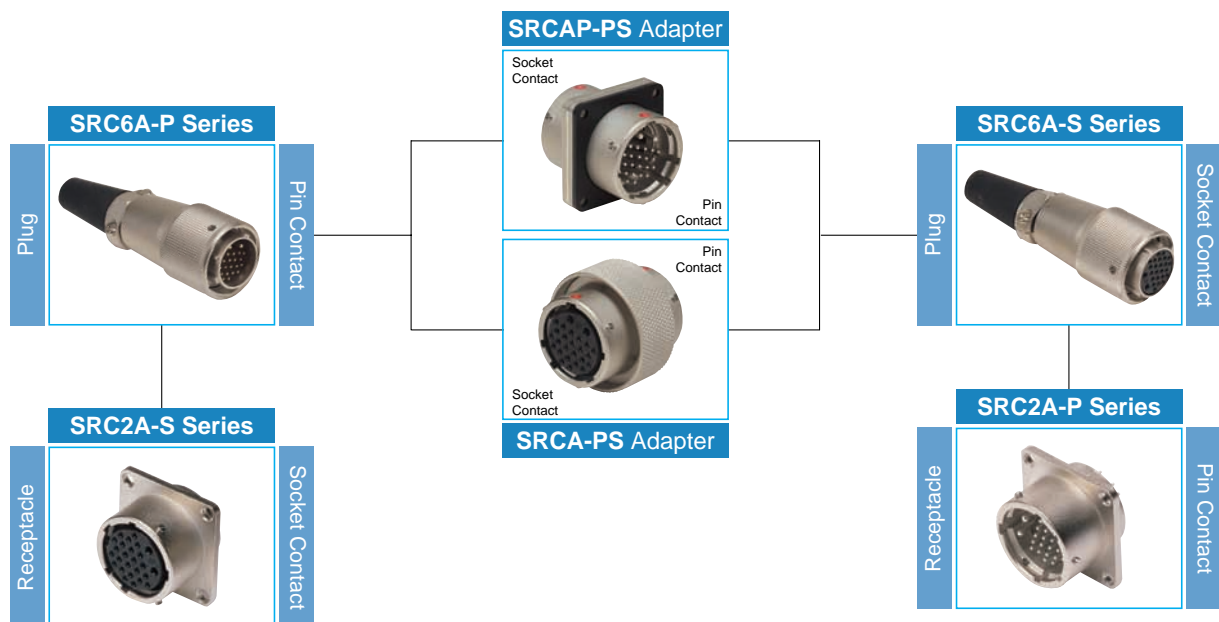 SRCAP-PS Adapter
Socket
Contact
Pin
Contact
SRC6A-P Series
Plug
Pin Contact
SRC6A-S Series
Plug
Socket Contact
Pin
Contact
Socket
Contact
SRCA-PS Adapter
SRC2A-S Series
Receptacle
Socket Contact
SRC2A-P Series
Receptacle
Pin Contact